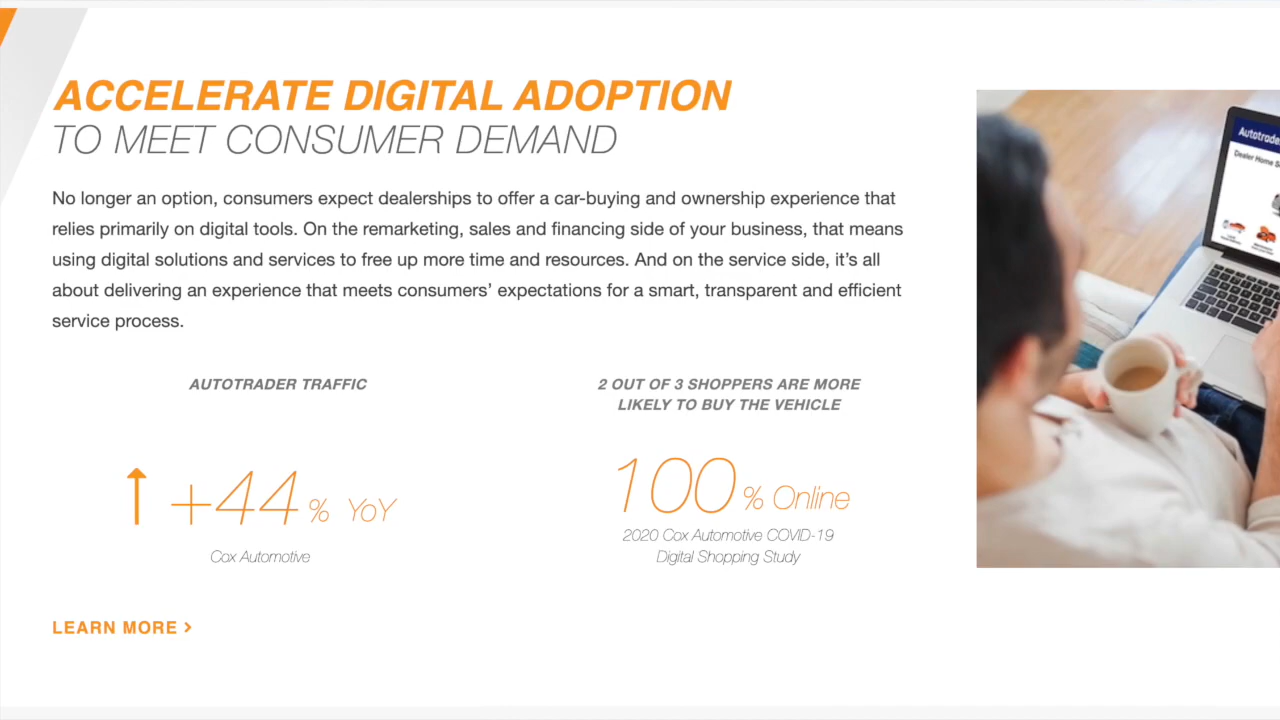 ACCELERATE DIGITAL ADOPTION
TO MEET CONSUMER DEMAND
No longer an option, consumers expect dealerships to offer a car-buying and ownership experience that
relies primarily on digital tools. On the remarketing, sales and financing side of your business, that means
using digital solutions and services to free up more time and resources. And on the service side, it's all
about delivering an experience that meets consumers' expectations for a smart, transparent and efficient
service process.
AUTOTRADER TRAFFIC
+44% YoY
Cox Automotive
2 OUT OF 3 SHOPPERS ARE MORE
LIKELY TO BUY THE VEHICLE
100% Online
2020 Cox Automotive COVID-19
Digital Shopping Study
LEARN MORE >
Autotrade
Dealer Home S